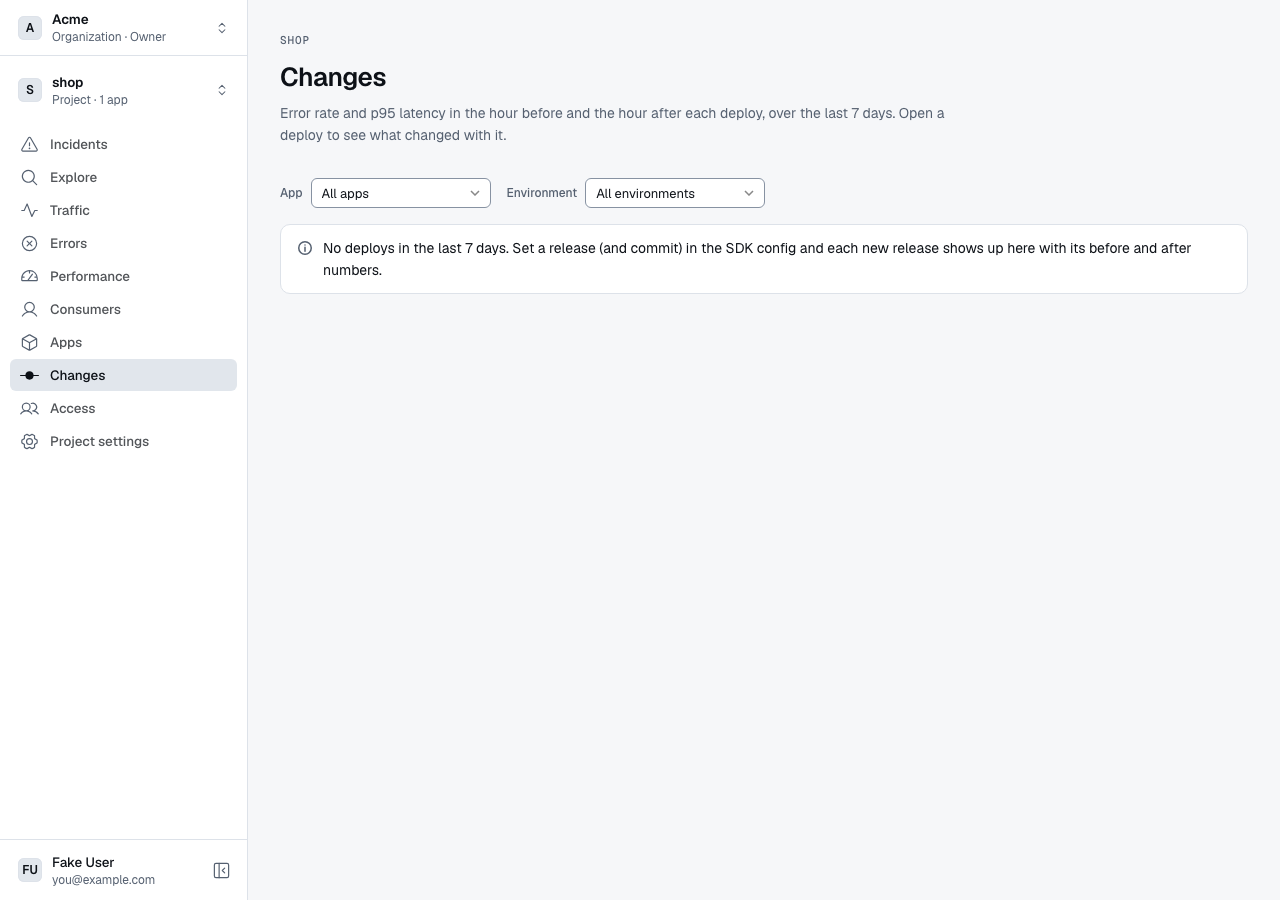 A
Acme
Organization · Owner
S
shop
Project · 1 app
Incidents
Explore
Traffic
Errors
Performance
Consumers
Apps
Changes
Access
Project settings
FU
Fake User
you@example.com
SHOP
Changes
Error rate and p95 latency in the hour before and the hour after each deploy, over the last 7 days. Open a
deploy to see what changed with it.
App
All apps
Environment
All environments
No deploys in the last 7 days. Set a release (and commit) in the SDK config and each new release shows up here with its before and after
numbers.